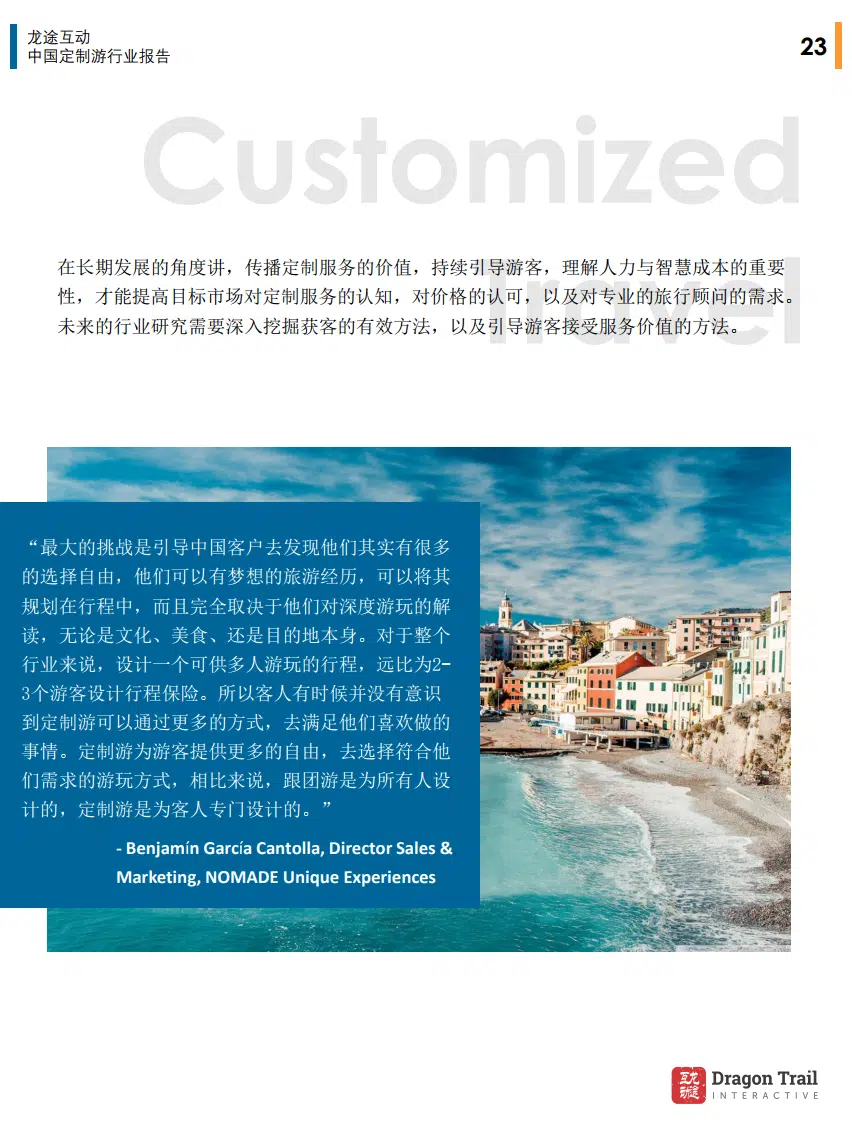 龙途互动
中国定制游行业报告
23
Customized
Travel
在长期发展的角度讲，传播定制服务的价值，持续引导游客，理解人力与智慧成本的重要
性，才能提高目标市场对定制服务的认知，对价格的认可，以及对专业的旅行顾问的需求。
未来的行业研究需要深入挖掘获客的有效方法，以及引导游客接受服务价值的方法。
“最大的挑战是引导中国客户去发现他们其实有很多
的选择自由，他们可以有梦想的旅游经历，可以将其
规划在行程中，而且完全取决于他们对深度游玩的解
读，无论是文化、美食、还是目的地本身。对于整个
行业来说，设计一个可供多人游玩的行程，远比为2-
3个游客设计行程保险。所以客人有时候并没有意识
到定制游可以通过更多的方式，去满足他们喜欢做的
事情。定制游为游客提供更多的自由，去选择符合他
们需求的游玩方式，相比来说，跟团游是为所有人设
计的，定制游是为客人专门设计的。”
- Benjamín García Cantolla, Director Sales &
Marketing, NOMADE Unique Experiences
互龙
动途
Dragon Trail
INTERACTIVE